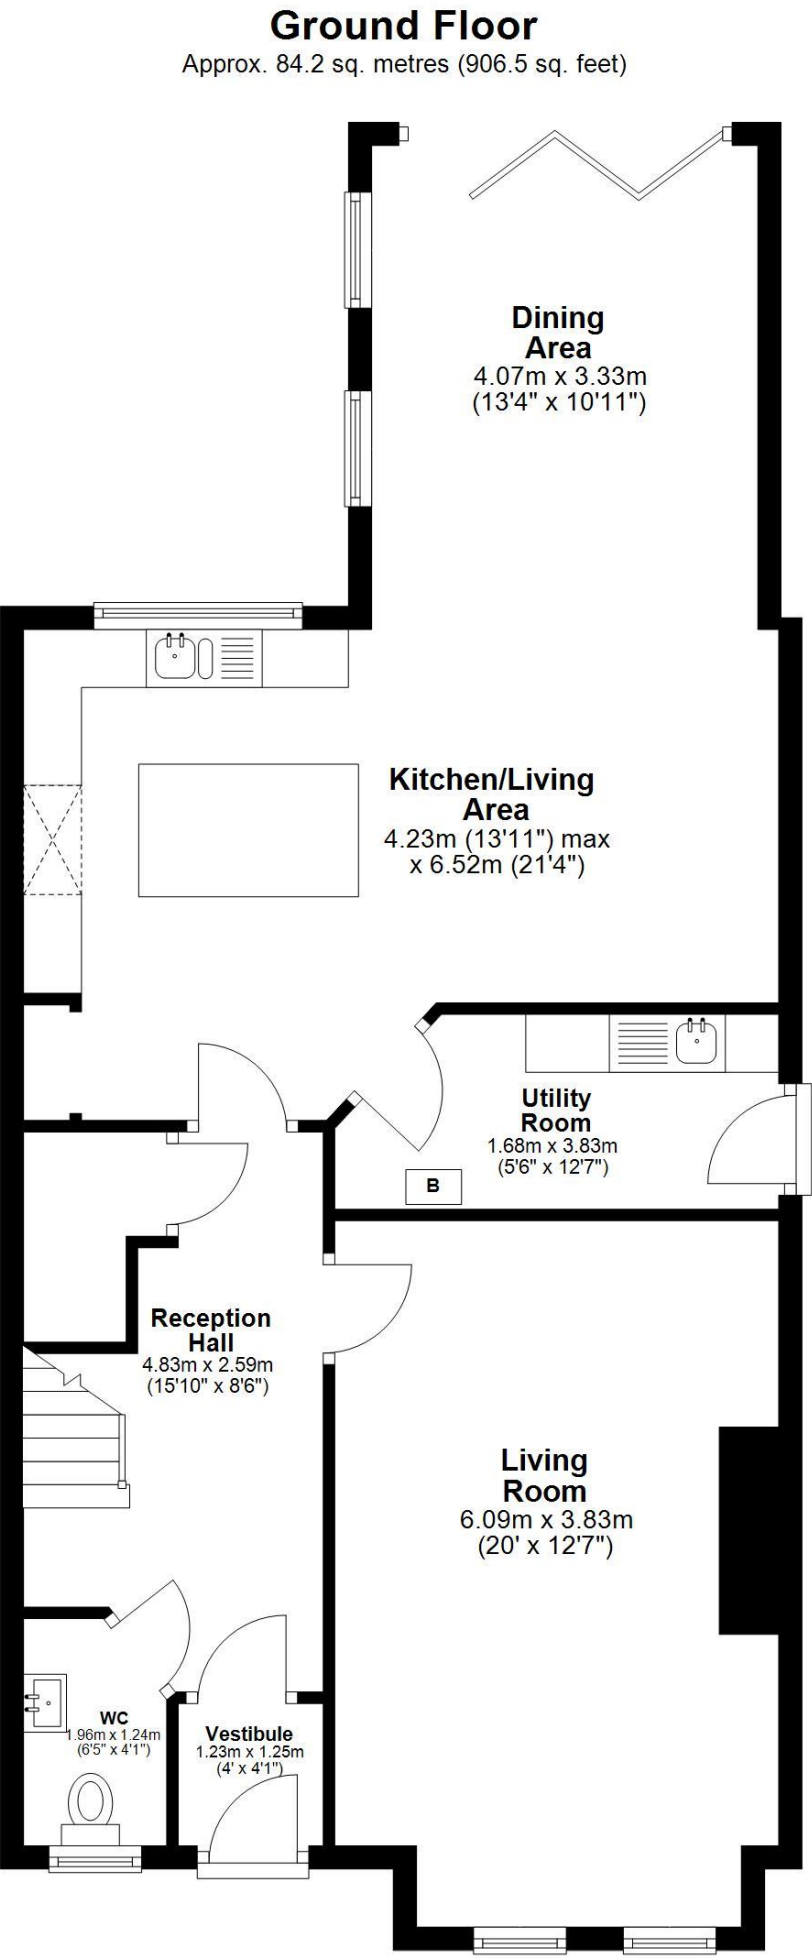 Ground Floor
Approx. 84.2 sq. metres (906.5 sq. feet)
Dining
Area
4.07m x 3.33m
(13'4" x 10'11")
Kitchen/Living
Area
4.23m (13'11") max
x 6.52m (21'4")
Utility
Room
1.68m x 3.83m
(5'6" x 12'7")
B
Reception
Hall
4.83m x 2.59m
(15'10" x 8'6")
Living
Room
6.09m x 3.83m
(20' x 12'7")
WC
1.96m x 1.24m
(6'5" x 4'1")
Vestibule
1.23m x 1.25m
(4' x 4'1")